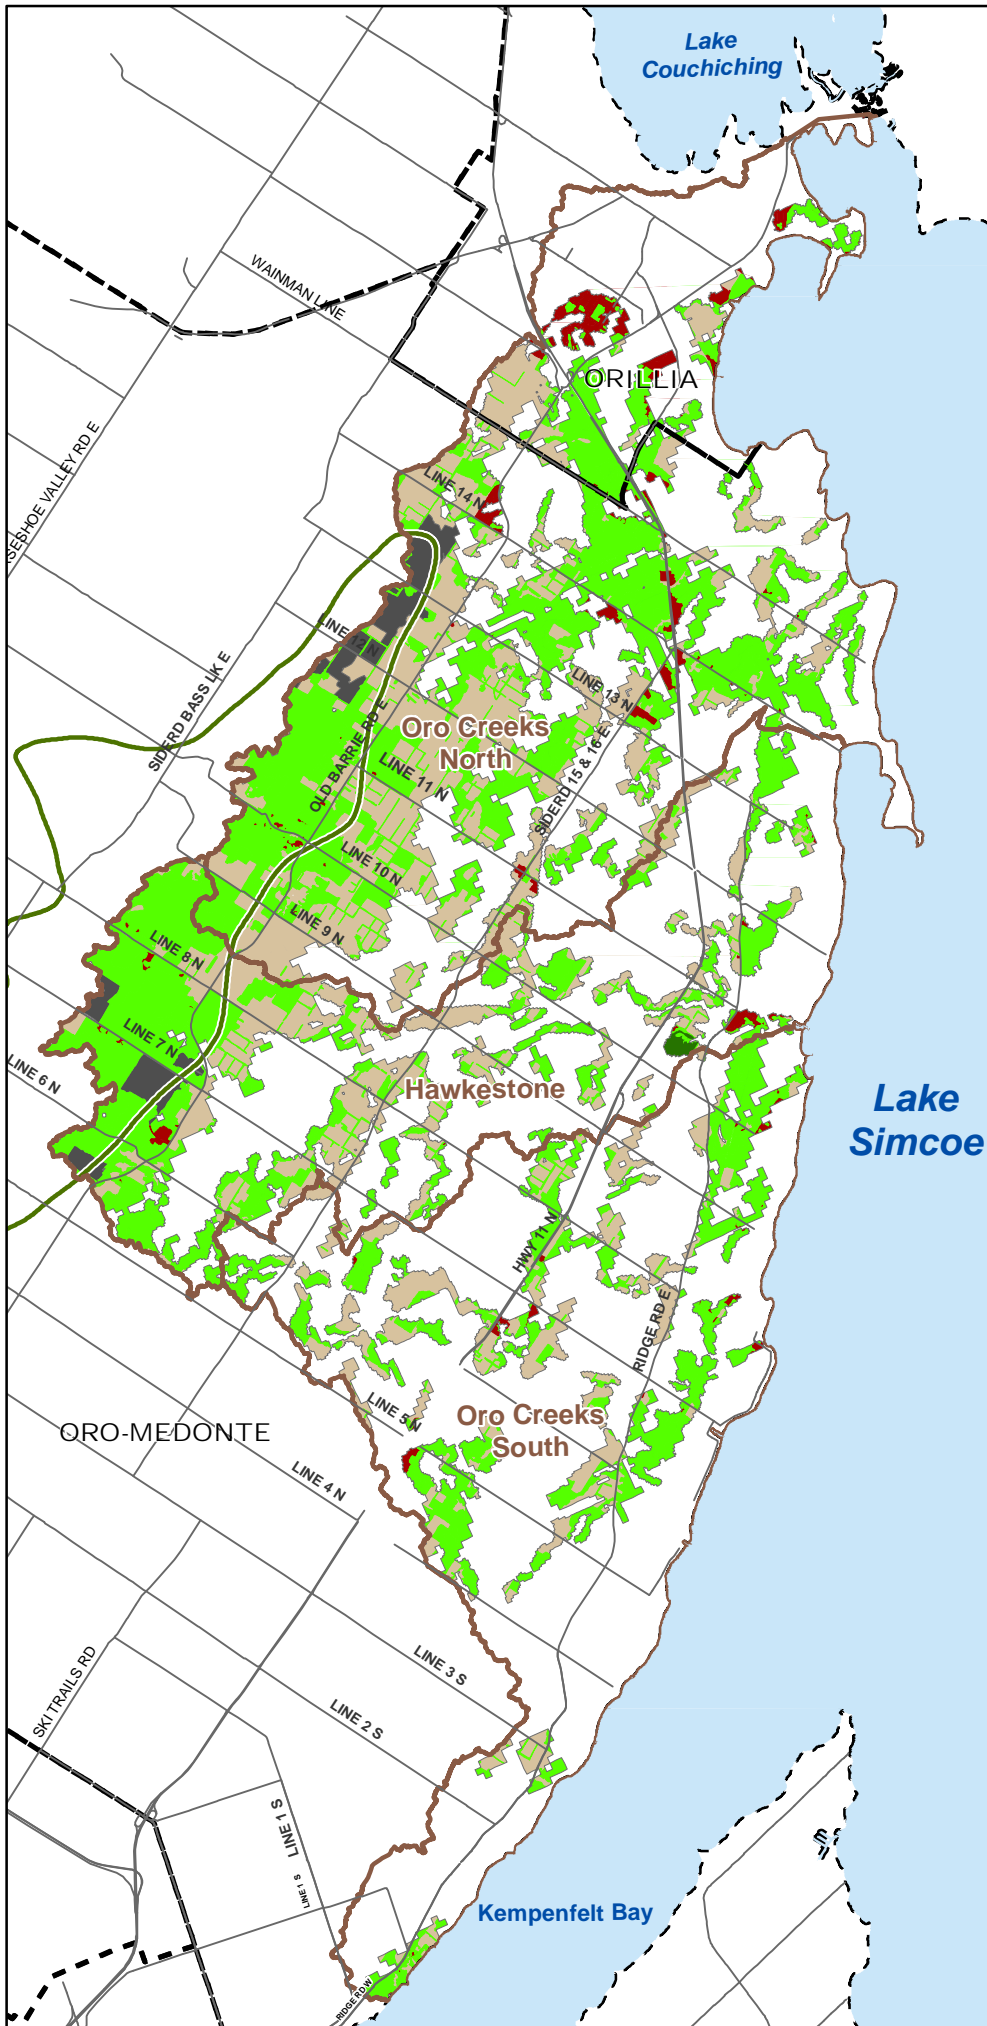 Lake
Couchiching
WAINMAN LINE
ORILLIA
SESHOE VALLEY RD E
LINE 14 N
LINE 12 N
SIDERD BASS LK E
LINE 13 N
Oro Creeks
North
OLD BARRIE RD E
LINE 11 N
SIDERD 15 & 16 E
LINE 10 N
LINE 9 N
LINE 8 N
LINE 7 N
LINE 6 N
Hawkestone
Lake
Simcoe
HWY 11 N
RIDGE RD E
LINE 5 N
Oro Creeks
South
ORO-MEDONTE
LINE 4 N
SKI TRAILS RD
LINE 3 S
LINE 2 S
LINE 1 S
LINE 1 S
Kempenfelt Bay
RIDGE RD W